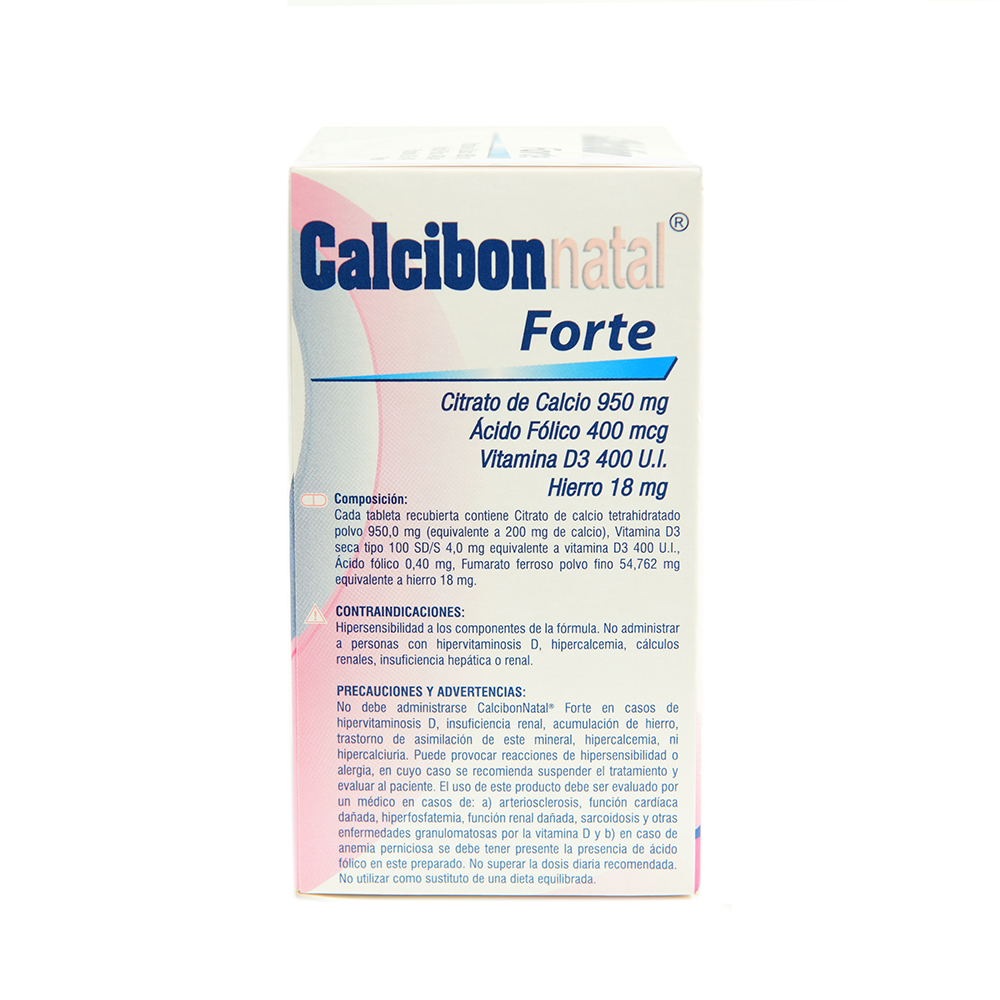 Calcibonnatal®
Forte
Citrato de Calcio 950 mg
Ácido Fólico 400 mcg
Vitamina D3 400 U.I.
Hierro 18 mg
Composición:
Cada tableta recubierta contiene Citrato de calcio tetrahidratado
polvo 950,0 mg (equivalente a 200 mg de calcio), Vitamina D3
seca tipo 100 SD/S 4,0 mg equivalente a vitamina D3 400 U.I.,
Ácido fólico 0,40 mg, Fumarato ferroso polvo fino 54,762 mg
equivalente a hierro 18 mg.
CONTRAINDICACIONES:
Hipersensibilidad a los componentes de la fórmula. No administrar
a personas con hipervitaminosis D, hipercalcemia, cálculos
renales, insuficiencia hepática o renal.
PRECAUCIONES Y ADVERTENCIAS:
No debe administrarse CalcibonNatal® Forte en casos de
hipervitaminosis D, insuficiencia renal, acumulación de hierro,
trastorno de asimilación de este mineral, hipercalcemia, ni
hipercalciuria. Puede provocar reacciones de hipersensibilidad o
alergia, en cuyo caso se recomienda suspender el tratamiento y
evaluar al paciente. El uso de este producto debe ser evaluado por
un médico en casos de: a) arteriosclerosis, función cardíaca
dañada, hiperfosfatemia, función renal dañada, sarcoidosis y otras
enfermedades granulomatosas por la vitamina D y b) en caso de
anemia perniciosa se debe tener presente la presencia de ácido
fólico en este preparado. No superar la dosis diaria recomendada.
No utilizar como sustituto de una dieta equilibrada.